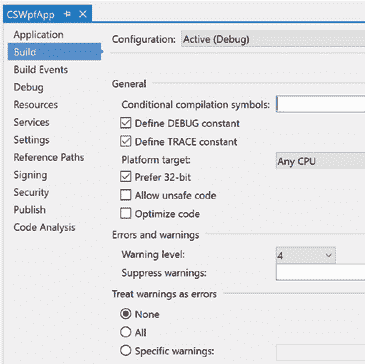 CSWpfApp
Application
Build
Build Events
Debug
Resources
Services
Settings
Reference Paths
Signing
Security
Publish
Code Analysis
Configuration: Active (Debug)
General
Conditional compilation symbols:
Define DEBUG constant
Define TRACE constant
Platform target: Any CPU
Prefer 32-bit
Allow unsafe code
Optimize code
Errors and warnings
Warning level: 4
Suppress warnings:
Treat warnings as errors
None
All
Specific warnings: